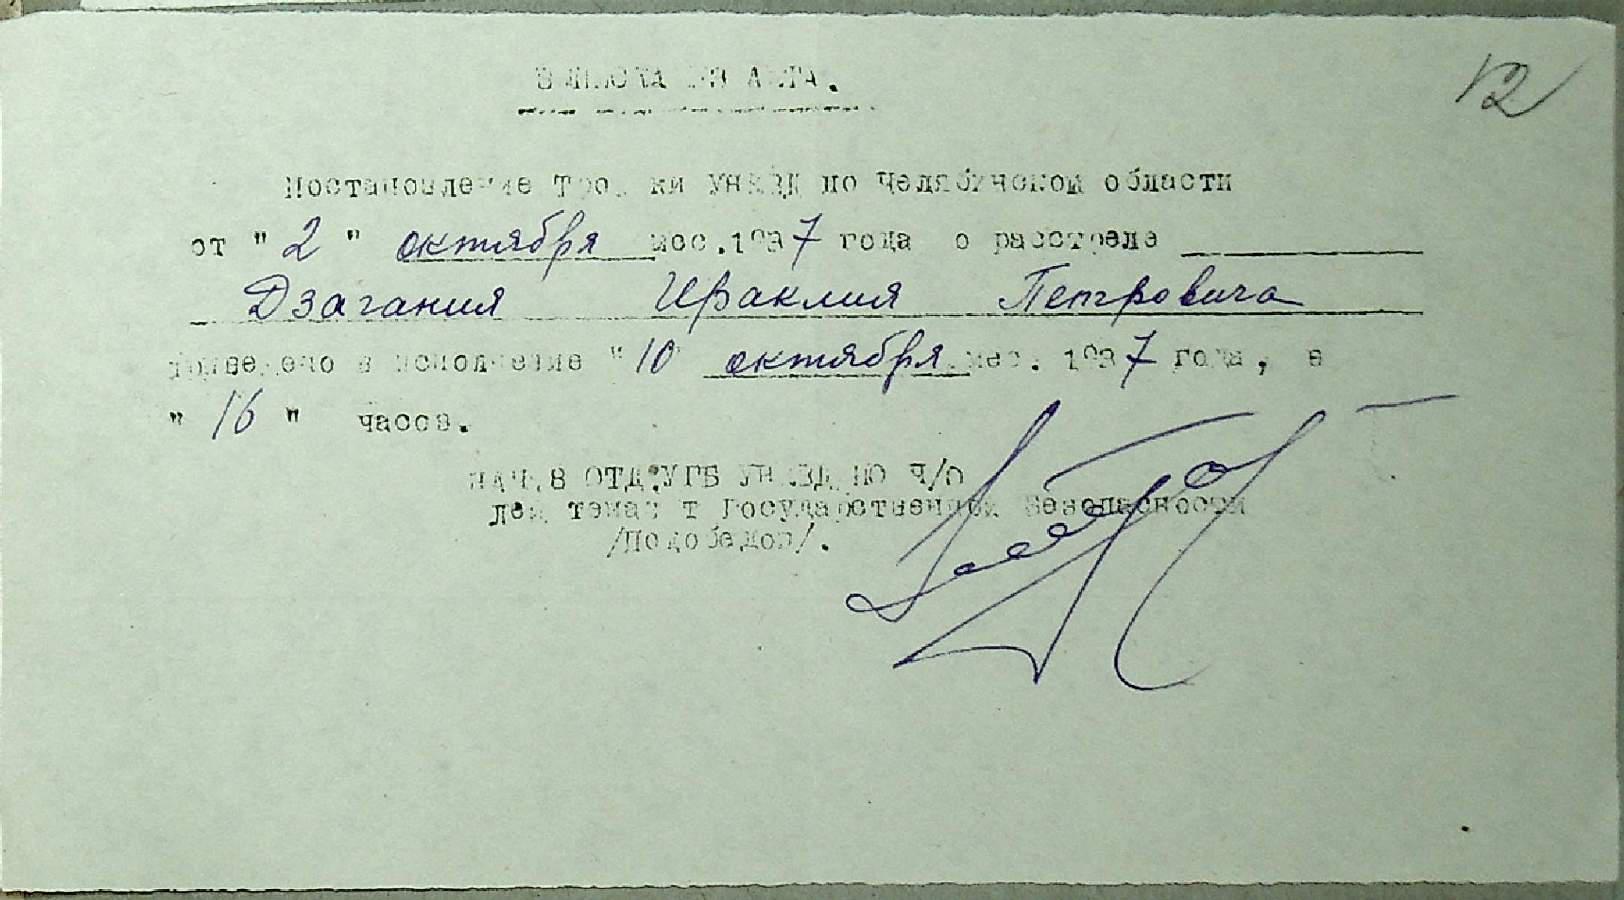 12
ВЫПИСКА ИЗ АКТА.
Постановление Тройки УНКВД по Челябинской области
от "2" октября мес. 1937 года о расстреле
Дзагания Ираклия Петровича
приведено в исполнение "10" октября мес. 1937 года, в
"16" часов.
НАЧ. 8 ОТД. УГБ УНКВД ПО Ч/О
Лейтенант Государственной Безопасности
/Подобедов/.